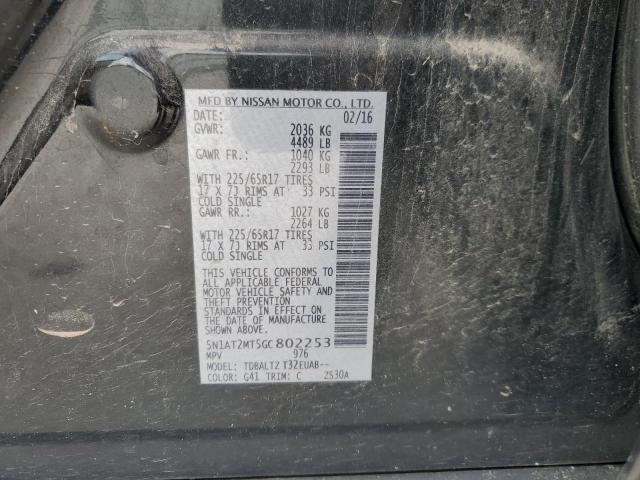 MFD BY NISSAN MOTOR CO., LTD.
DATE: 02/16
GVWR: 2036 KG
4489 LB
GAWR FR.: 1040 KG
2293 LB
WITH 225/65R17 TIRES
17 X 7J RIMS AT 33 PSI
COLD SINGLE
GAWR RR.: 1027 KG
2264 LB
WITH 225/65R17 TIRES
17 X 7J RIMS AT 33 PSI
COLD SINGLE
THIS VEHICLE CONFORMS TO
ALL APPLICABLE FEDERAL
MOTOR VEHICLE SAFETY AND
THEFT PREVENTION
STANDARDS IN EFFECT ON
THE DATE OF MANUFACTURE
SHOWN ABOVE.
5N1AT2MT5GC802253
MPV 976
MODEL: TDBALTZ T32EUAB--
COLOR: G41 TRIM: C 2S30A